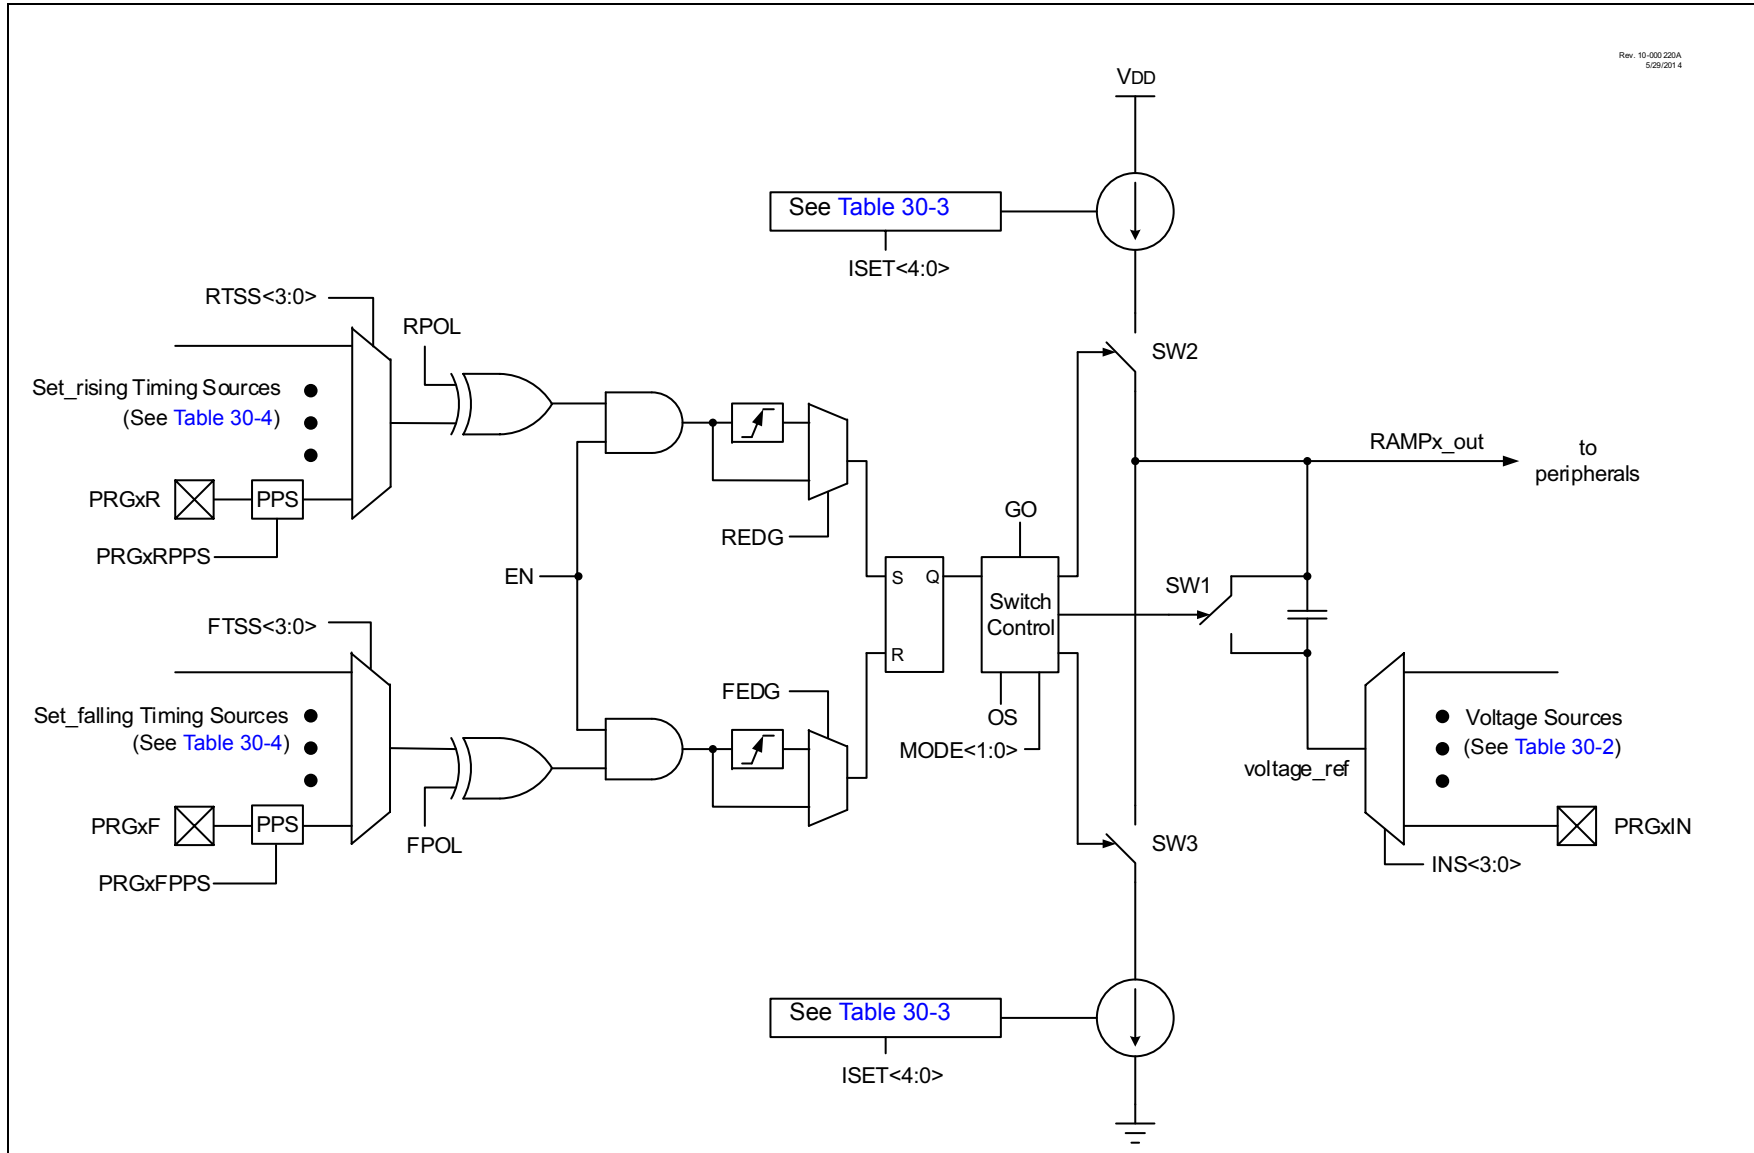 Rev. 10-000 220A
5/29/201 4
VDD
See Table 30-3
ISET<4:0>
RTSS<3:0>
RPOL
SW2
Set_rising Timing Sources
(See Table 30-4)
RAMPx_out
to
peripherals
PRGxR
PPS
REDG
GO
PRGxRPPS
EN
S
Q
SW1
Switch
Control
FTSS<3:0>
R
FEDG
OS
Set_falling Timing Sources
(See Table 30-4)
MODE<1:0>
Voltage Sources
(See Table 30-2)
voltage_ref
PRGxF
PPS
FPOL
SW3
PRGxIN
PRGxFPPS
INS<3:0>
See Table 30-3
ISET<4:0>